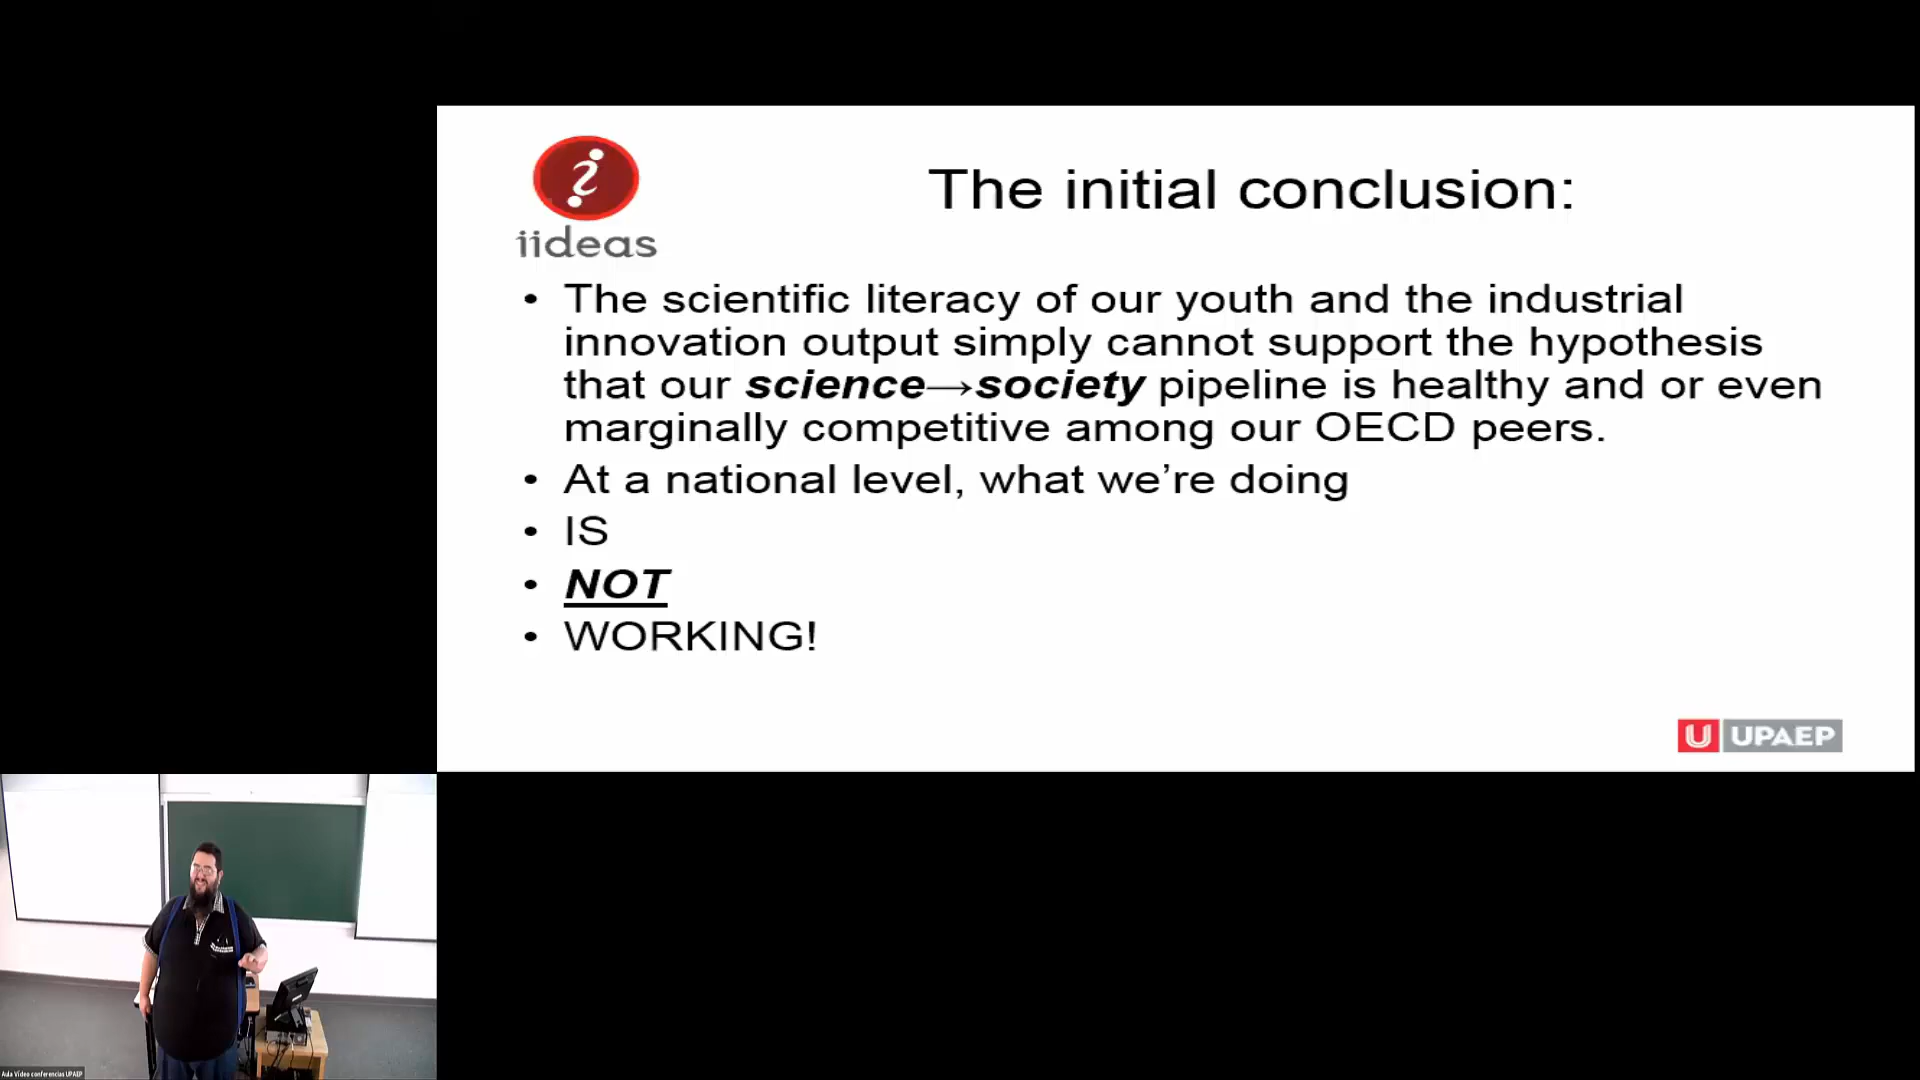 iideas
The initial conclusion:
• The scientific literacy of our youth and the industrial
innovation output simply cannot support the hypothesis
that our science→society pipeline is healthy and or even
marginally competitive among our OECD peers.
• At a national level, what we’re doing
• IS
• NOT
• WORKING!
U UPAEP
Aula Vídeo conferencias UPAEP